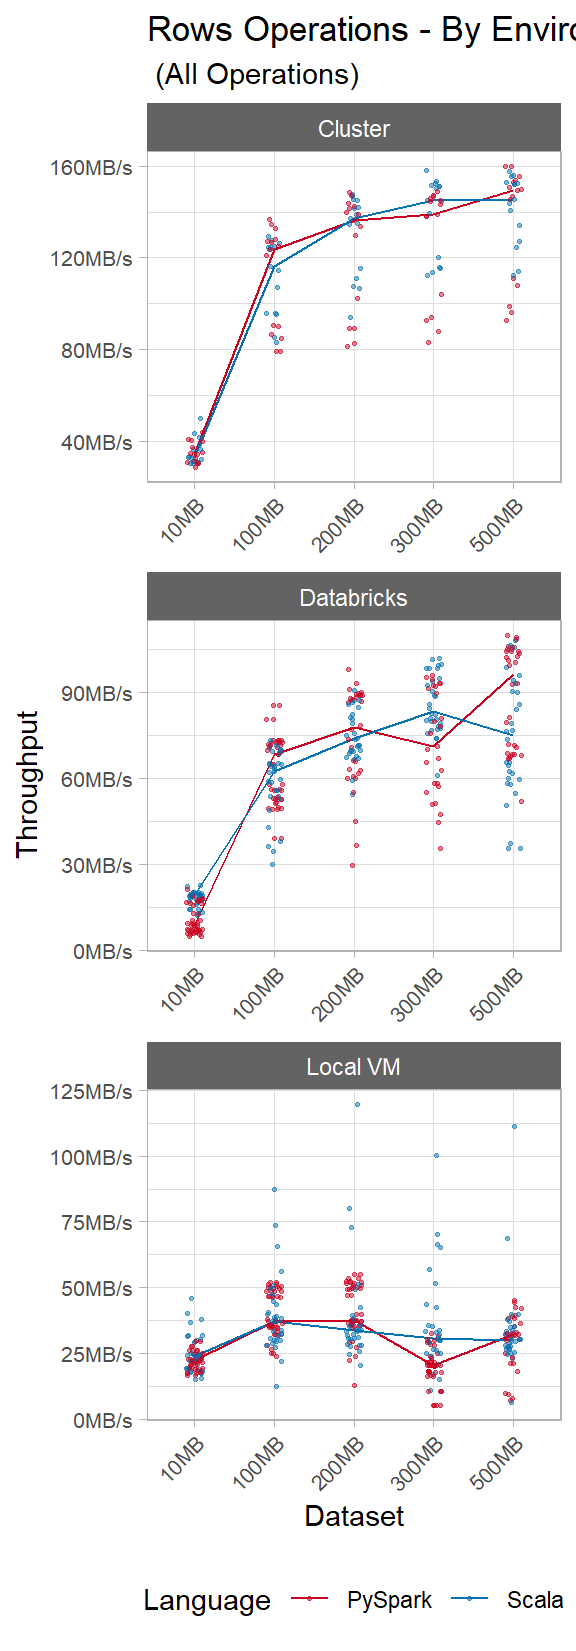 Rows Operations - By Enviro
(All Operations)
Cluster
160MB/s
120MB/s
80MB/s
40MB/s
10MB
100MB
200MB
300MB
500MB
Databricks
90MB/s
60MB/s
30MB/s
0MB/s
10MB
100MB
200MB
300MB
500MB
Throughput
Local VM
125MB/s
100MB/s
75MB/s
50MB/s
25MB/s
0MB/s
10MB
100MB
200MB
300MB
500MB
Dataset
Language PySpark Scala